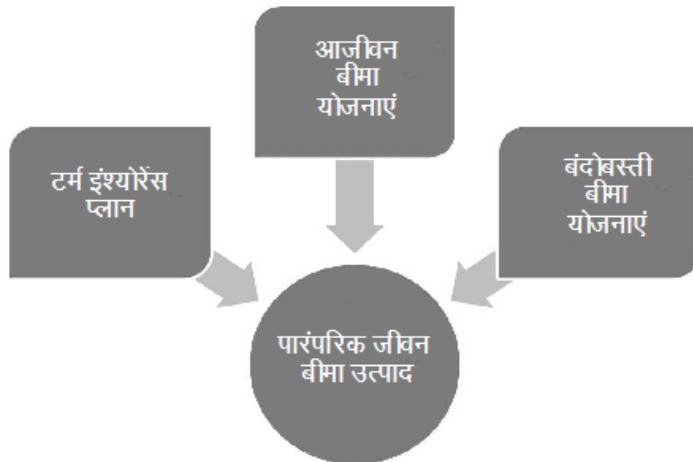 आजीवन
बीमा
योजनाएं
टर्म इंश्योरेंस
प्लान
बंदोबस्ती
बीमा
योजनाएं
पारंपरिक जीवन
बीमा उत्पाद